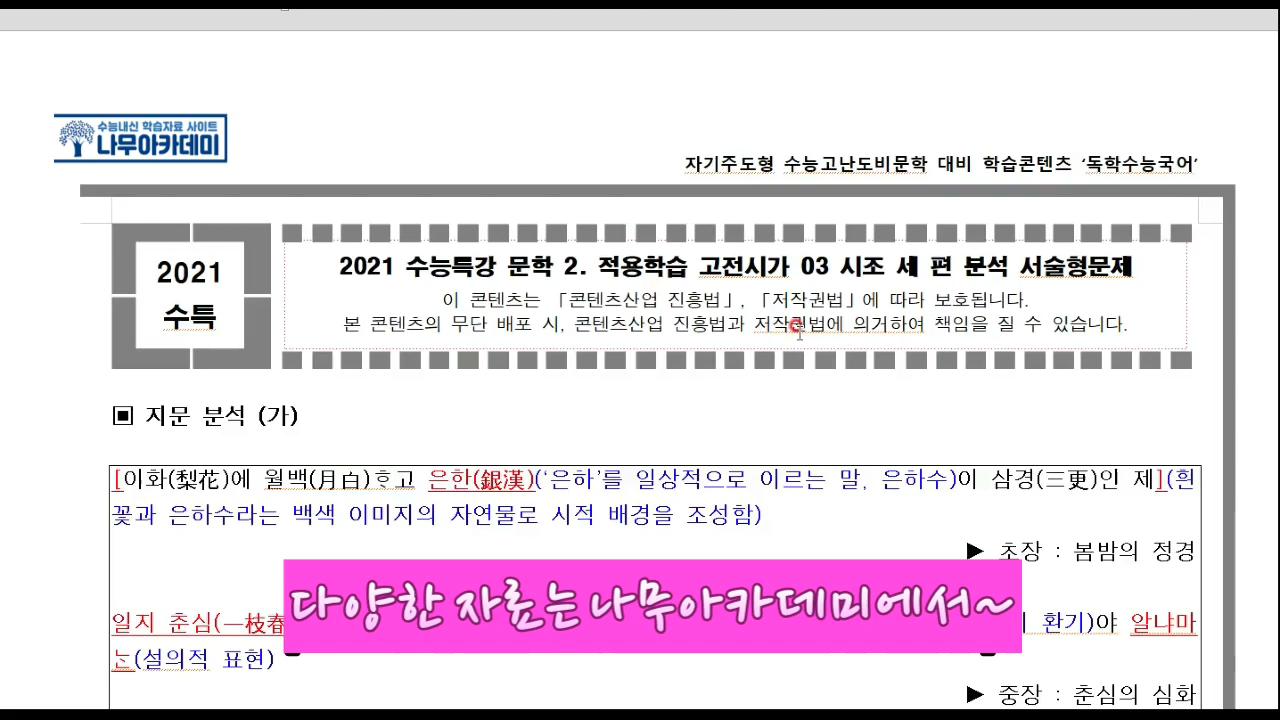 수능내신 학습자료 사이트
나무아카데미
자기주도형 수능고난도비문학 대비 학습콘텐츠 ‘독학수능국어’
2021
수특
2021 수능특강 문학 2. 적용학습 고전시가 03 시조 세 편 분석 서술형문제
이 콘텐츠는 「콘텐츠산업 진흥법」, 「저작권법」에 따라 보호됩니다.
본 콘텐츠의 무단 배포 시, 콘텐츠산업 진흥법과 저작권법에 의거하여 책임을 질 수 있습니다.
▣ 지문 분석 (가)
[이화(梨花)에 월백(月白)ᄒᆞ고 은한(銀漢)(‘은하’를 일상적으로 이르는 말, 은하수)이 삼경(三更)인 제](흰
꽃과 은하수라는 백색 이미지의 자연물로 시적 배경을 조성함)
▶ 초장 : 봄밤의 정경
다양한 자료는 나무아카데미에서~
일지 춘심(一枝春 환기)야 알냐마
ᄂᆞᆫ(설의적 표현)
▶ 중장 : 춘심의 심화